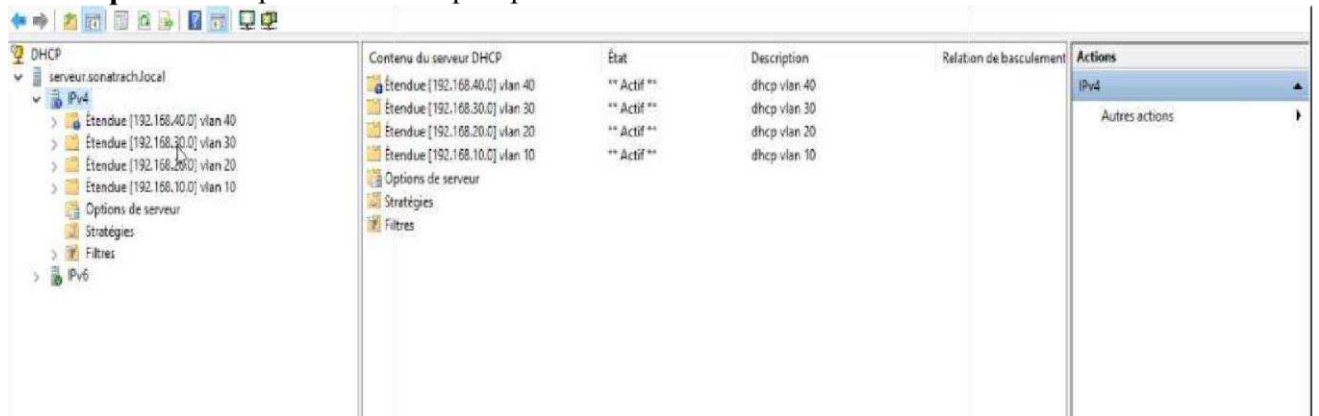 DHCP
serveur.sonatrach.local
IPv4
Étendue [192.168.40.0] vlan 40
Étendue [192.168.30.0] vlan 30
Étendue [192.168.20.0] vlan 20
Étendue [192.168.10.0] vlan 10
Options de serveur
Stratégies
Filtres
IPv6
Contenu du serveur DHCP État Description Relation de basculement
Étendue [192.168.40.0] vlan 40 ** Actif ** dhcp vlan 40
Étendue [192.168.30.0] vlan 30 ** Actif ** dhcp vlan 30
Étendue [192.168.20.0] vlan 20 ** Actif ** dhcp vlan 20
Étendue [192.168.10.0] vlan 10 ** Actif ** dhcp vlan 10
Options de serveur
Stratégies
Filtres
Actions
IPv4
Autres actions